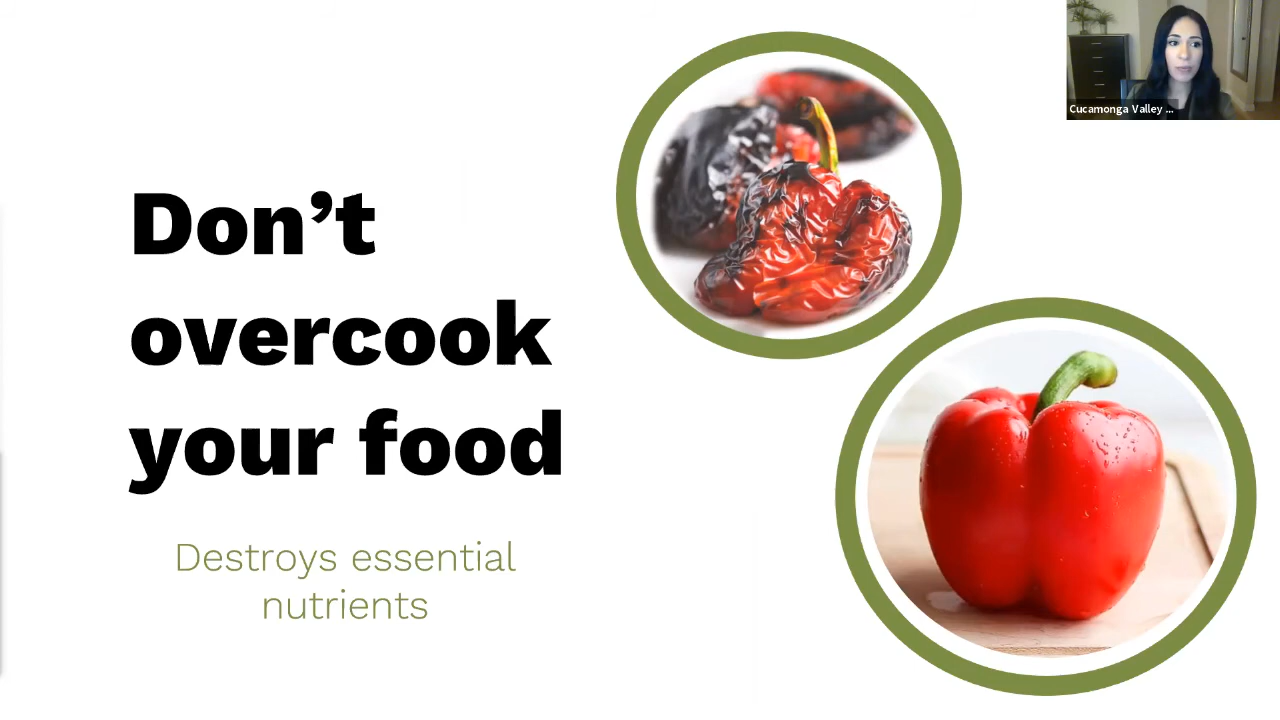 Don’t
overcook
your food
Destroys essential
nutrients
Cucamonga Valley ...